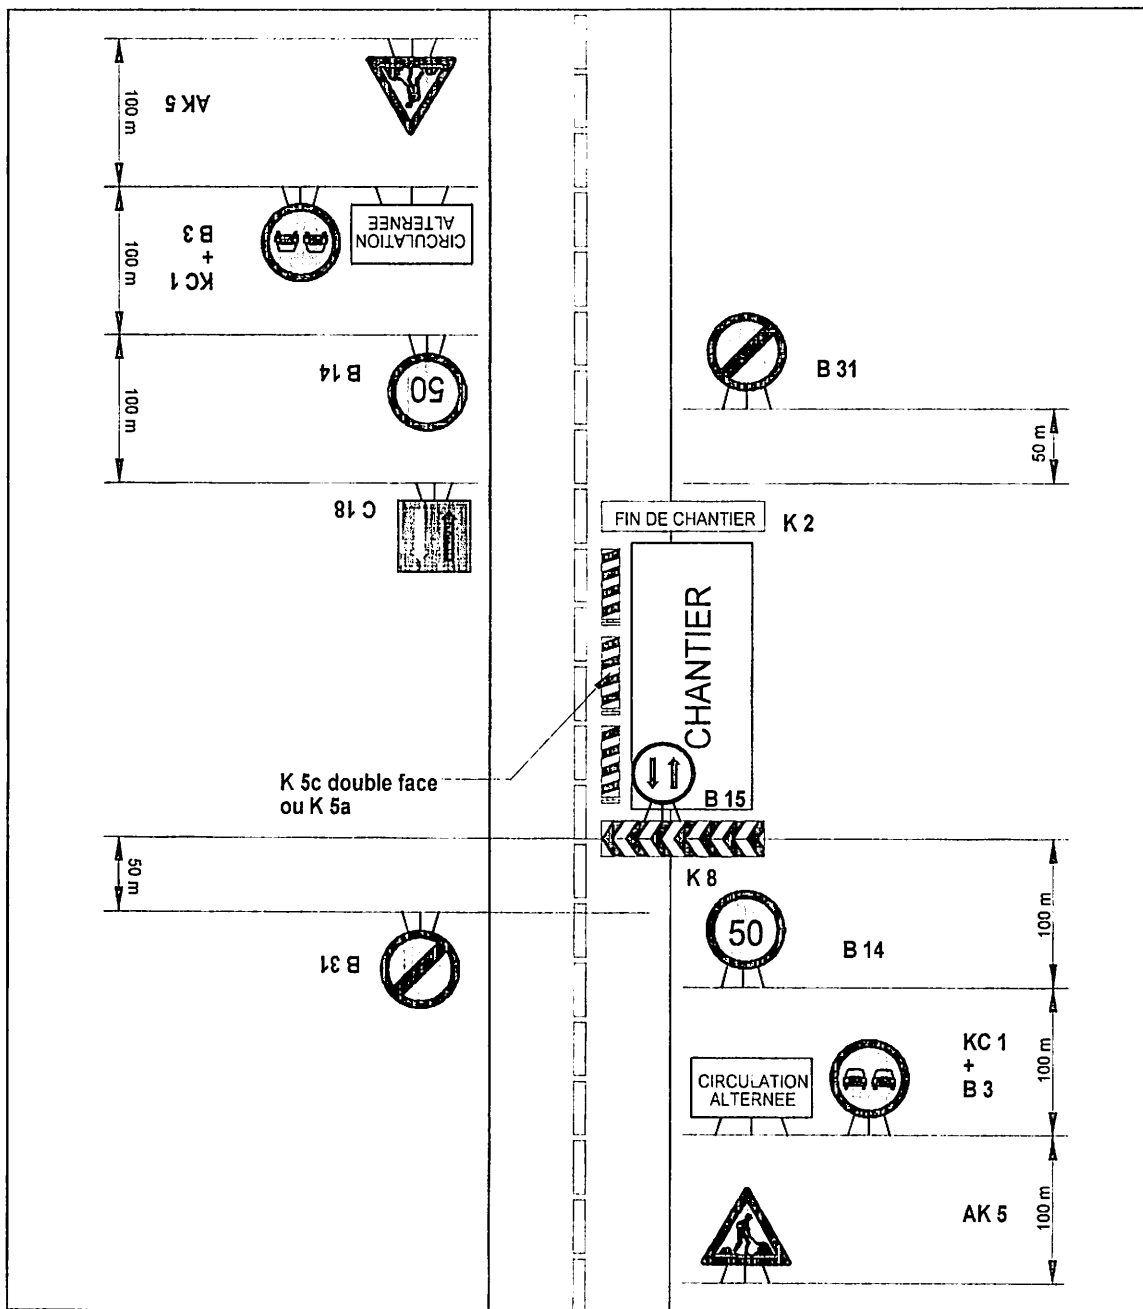 100 m
AK 5
100 m
B 3
+
KC 1
CIRCULATION
ALTERNEE
100 m
B 14
50
B 31
50 m
C 18
FIN DE CHANTIER
K 2
CHANTIER
K 5c double face
ou K 5a
B 15
50 m
K 8
B 31
50
B 14
100 m
CIRCULATION
ALTERNEE
KC 1
+
B 3
100 m
AK 5
100 m